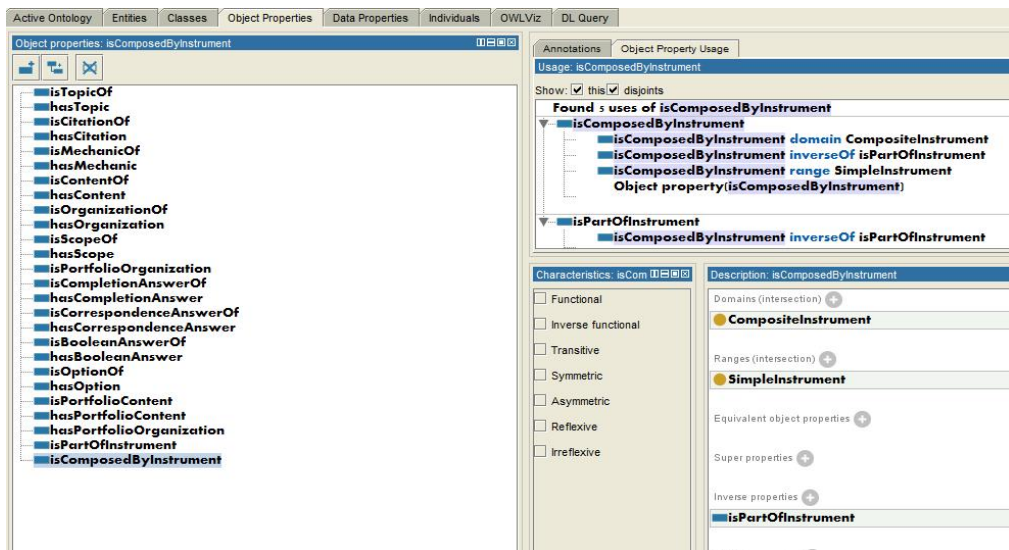 Active Ontology Entities Classes Object Properties Data Properties Individuals OWLViz DL Query
Object properties: isComposedByInstrument
isTopicOf
hasTopic
isCitationOf
hasCitation
isMechanicOf
hasMechanic
isContentOf
hasContent
isOrganizationOf
hasOrganization
isScopeOf
hasScope
isPortfolioOrganization
isCompletionAnswerOf
hasCompletionAnswer
isCorrespondenceAnswerOf
hasCorrespondenceAnswer
isBooleanAnswerOf
hasBooleanAnswer
isOptionOf
hasOption
isPortfolioContent
hasPortfolioContent
hasPortfolioOrganization
isPartOfInstrument
isComposedByInstrument
Annotations Object Property Usage
Usage: isComposedByInstrument
Show: this disjoints
Found 5 uses of isComposedByInstrument
isComposedByInstrument
isComposedByInstrument domain CompositeInstrument
isComposedByInstrument inverseOf isPartOfInstrument
isComposedByInstrument range SimpleInstrument
Object property(isComposedByInstrument)
isPartOfInstrument
isComposedByInstrument inverseOf isPartOfInstrument
Characteristics: isCom
Functional
Inverse functional
Transitive
Symmetric
Asymmetric
Reflexive
Irreflexive
Description: isComposedByInstrument
Domains (intersection)
CompositeInstrument
Ranges (intersection)
SimpleInstrument
Equivalent object properties
Super properties
Inverse properties
isPartOfInstrument